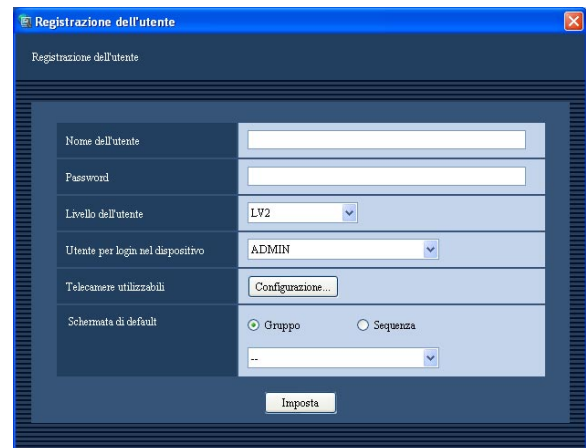 Registrazione dell'utente
Registrazione dell'utente
Nome dell'utente
Password
Livello dell'utente
LV2
Utente per login nel dispositivo
ADMIN
Telecamere utilizzabili
Configurazione...
Schermata di default
Gruppo
Sequenza
--
Imposta